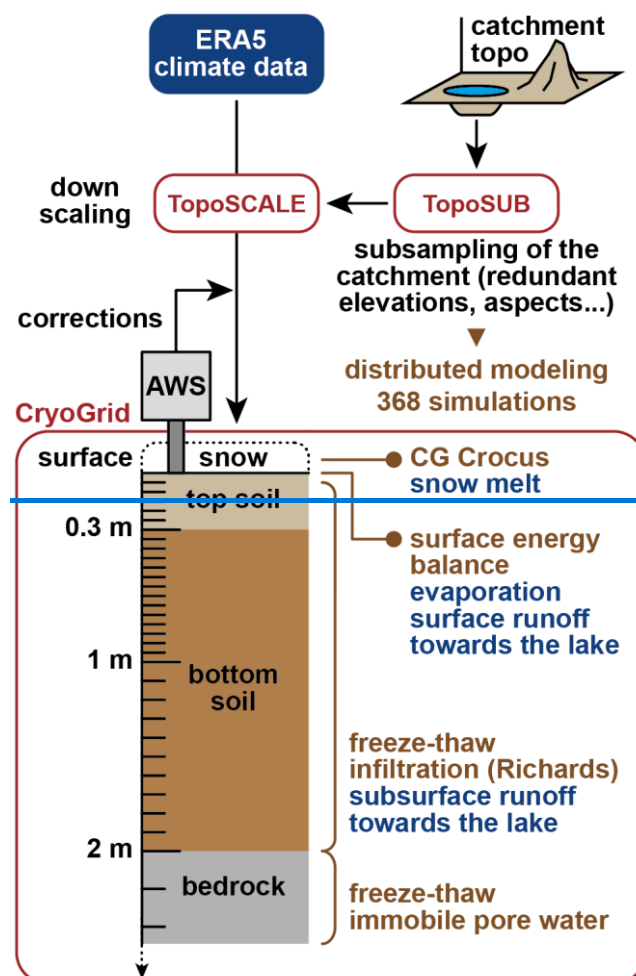 ERA5
climate data
catchment
topo
down
scaling
TopoSCALE
TopoSUB
subsampling of the
catchment (redundant
elevations, aspects...)
corrections
distributed modeling
368 simulations
AWS
CryoGrid
surface
snow
CG Crocus
snow melt
top soil
0.3 m
surface energy
balance
evaporation
surface runoff
towards the lake
1 m
bottom
soil
freeze-thaw
infiltration (Richards)
subsurface runoff
towards the lake
2 m
bedrock
freeze-thaw
immobile pore water